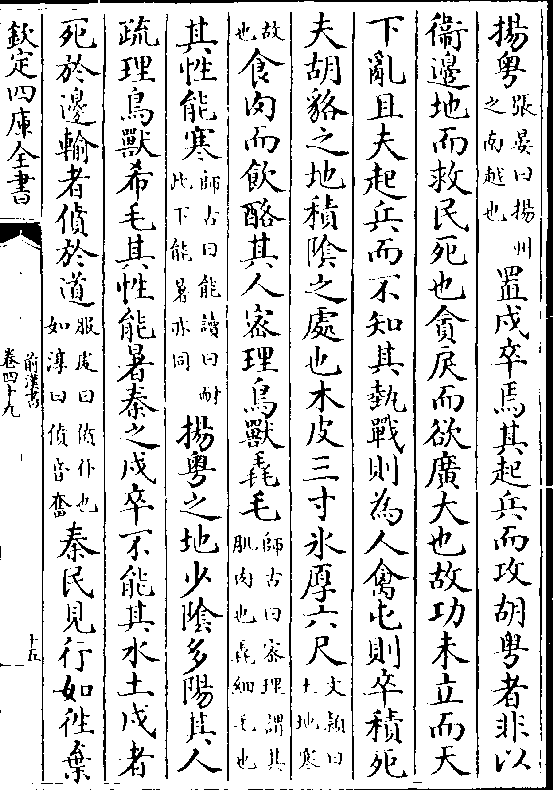 揚粵張晏曰揚州之南越也置戍卒焉其起兵而攻胡粵者非以
衞邊地而救民死也貪戾而欲廣大也故功未立而天
下亂且夫起兵而不知其埶戰則為人禽屯則卒積死
夫胡貉之地積陰之處也木皮三寸氷厚六尺文頴曰土地寒
故也食肉而飲酪其人宻理鳥獸毳毛師古曰宻理謂其肌肉也毳細毛也
其性能寒師古曰能讀曰耐此下能暑亦同揚粵之地少陰多陽其人
疏理鳥獸希毛其性能暑秦之戍卒不能其水土戍者
死於邊輸者僨於道服䖍曰僨仆也如淳曰僨音奮秦民見行如徃棄
欽定四庫全書
前漢書
卷四十九
十五